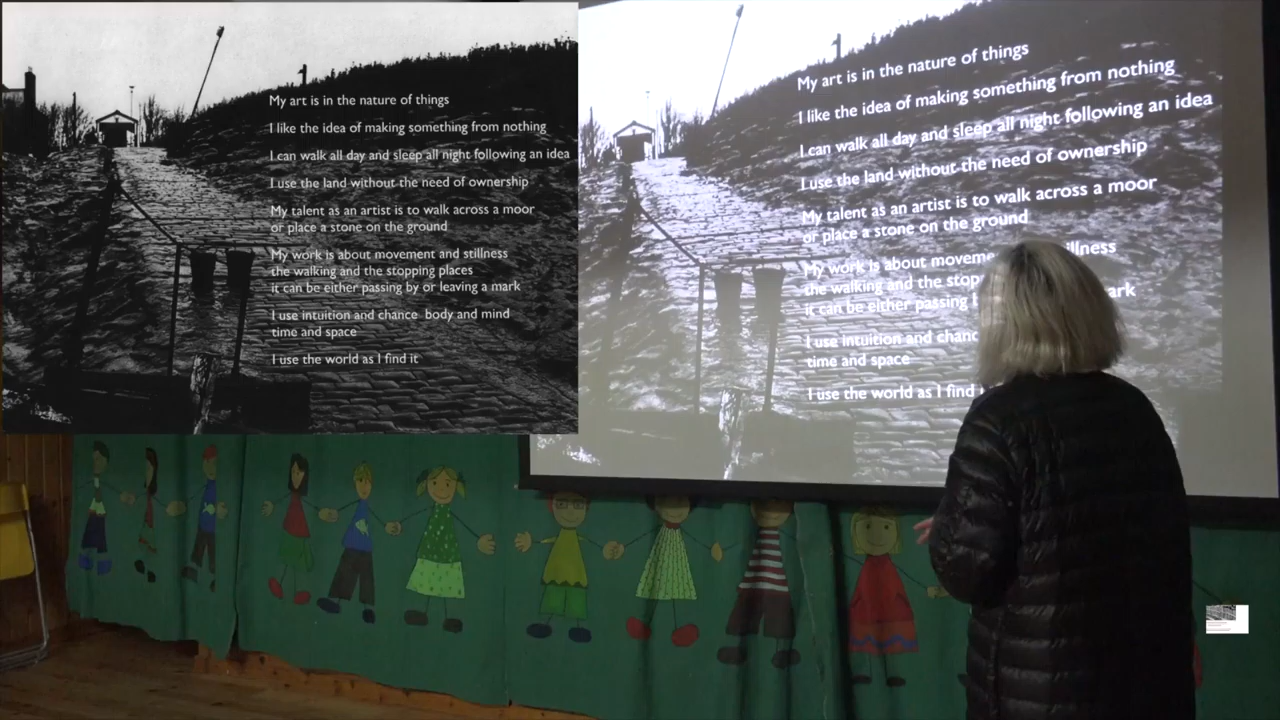 My art is in the nature of things
I like the idea of making something from nothing
I can walk all day and sleep all night following an idea
I use the land without the need of ownership
My talent as an artist is to walk across a moor
or place a stone on the ground
My work is about movement and stillness
the walking and the stopping places
it can be either passing by or leaving a mark
I use intuition and chance body and mind
time and space
I use the world as I find it
My art is in the nature of things
I like the idea of making something from nothing
I can walk all day and sleep all night following an idea
I use the land without the need of ownership
My talent as an artist is to walk across a moor
or place a stone on the ground
My work is about moveme illness
the walking and the stop
it can be either passing ark
I use intuition and chanc
time and space
I use the world as I find